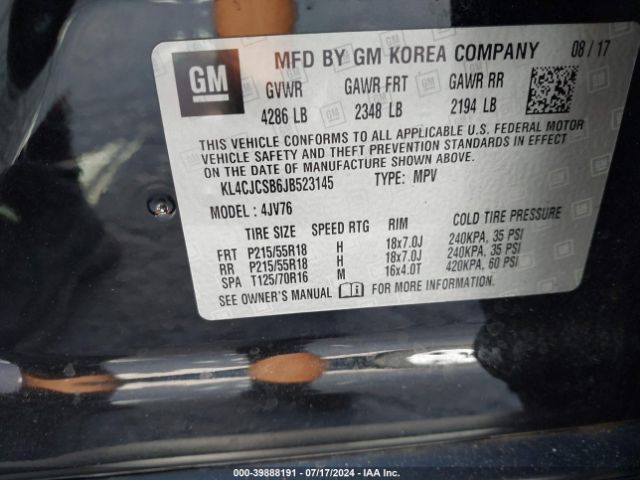 GM
MFD BY GM KOREA COMPANY 08/17
GVWR GAWR FRT GAWR RR
4286 LB 2348 LB 2194 LB
THIS VEHICLE CONFORMS TO ALL APPLICABLE U.S. FEDERAL MOTOR
VEHICLE SAFETY AND THEFT PREVENTION STANDARDS IN EFFECT
ON THE DATE OF MANUFACTURE SHOWN ABOVE.
KL4CJCSB6JB523145 TYPE: MPV
MODEL: 4JV76
TIRE SIZE SPEED RTG RIM COLD TIRE PRESSURE
FRT P215/55R18 H 18x7.0J 240KPA, 35 PSI
RR P215/55R18 H 18x7.0J 240KPA, 35 PSI
SPA T125/70R16 M 16x4.0T 420KPA, 60 PSI
SEE OWNER'S MANUAL FOR MORE INFORMATION.
000-39888191 - 07/17/2024 - IAA Inc.